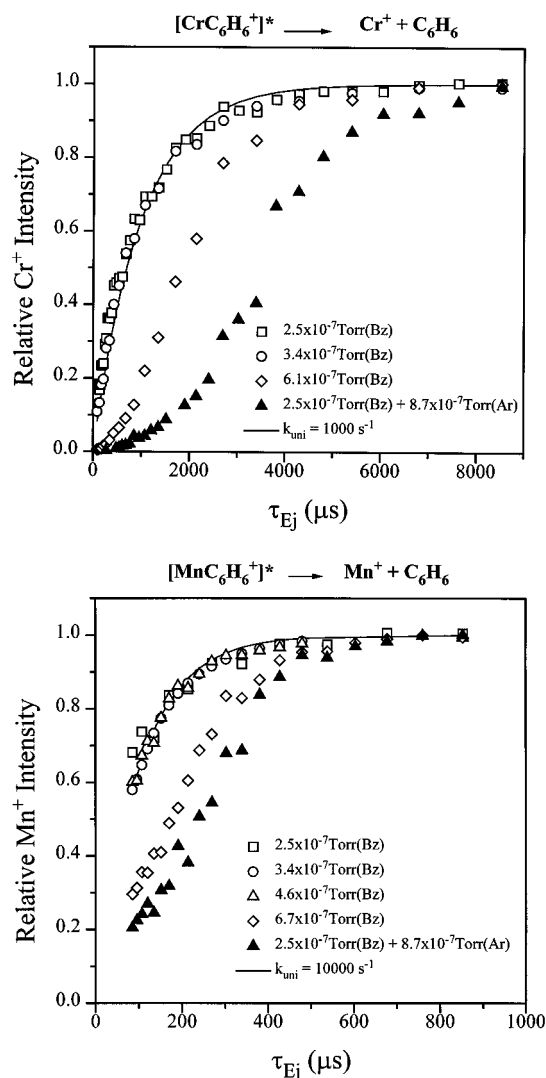 [CrC₆H₆⁺]* → Cr⁺ + C₆H₆
1.0
0.8
0.6
0.4
0.2
0.0
Relative Cr⁺ Intensity
2.5x10⁻⁷Torr(Bz)
3.4x10⁻⁷Torr(Bz)
6.1x10⁻⁷Torr(Bz)
2.5x10⁻⁷Torr(Bz) + 8.7x10⁻⁷Torr(Ar)
k_uni = 1000 s⁻¹
0 2000 4000 6000 8000
τ_Ej (μs)
[MnC₆H₆⁺]* → Mn⁺ + C₆H₆
1.0
0.8
0.6
0.4
0.2
0.0
Relative Mn⁺ Intensity
2.5x10⁻⁷Torr(Bz)
3.4x10⁻⁷Torr(Bz)
4.6x10⁻⁷Torr(Bz)
6.7x10⁻⁷Torr(Bz)
2.5x10⁻⁷Torr(Bz) + 8.7x10⁻⁷Torr(Ar)
k_uni = 10000 s⁻¹
0 200 400 600 800 1000
τ_Ej (μs)